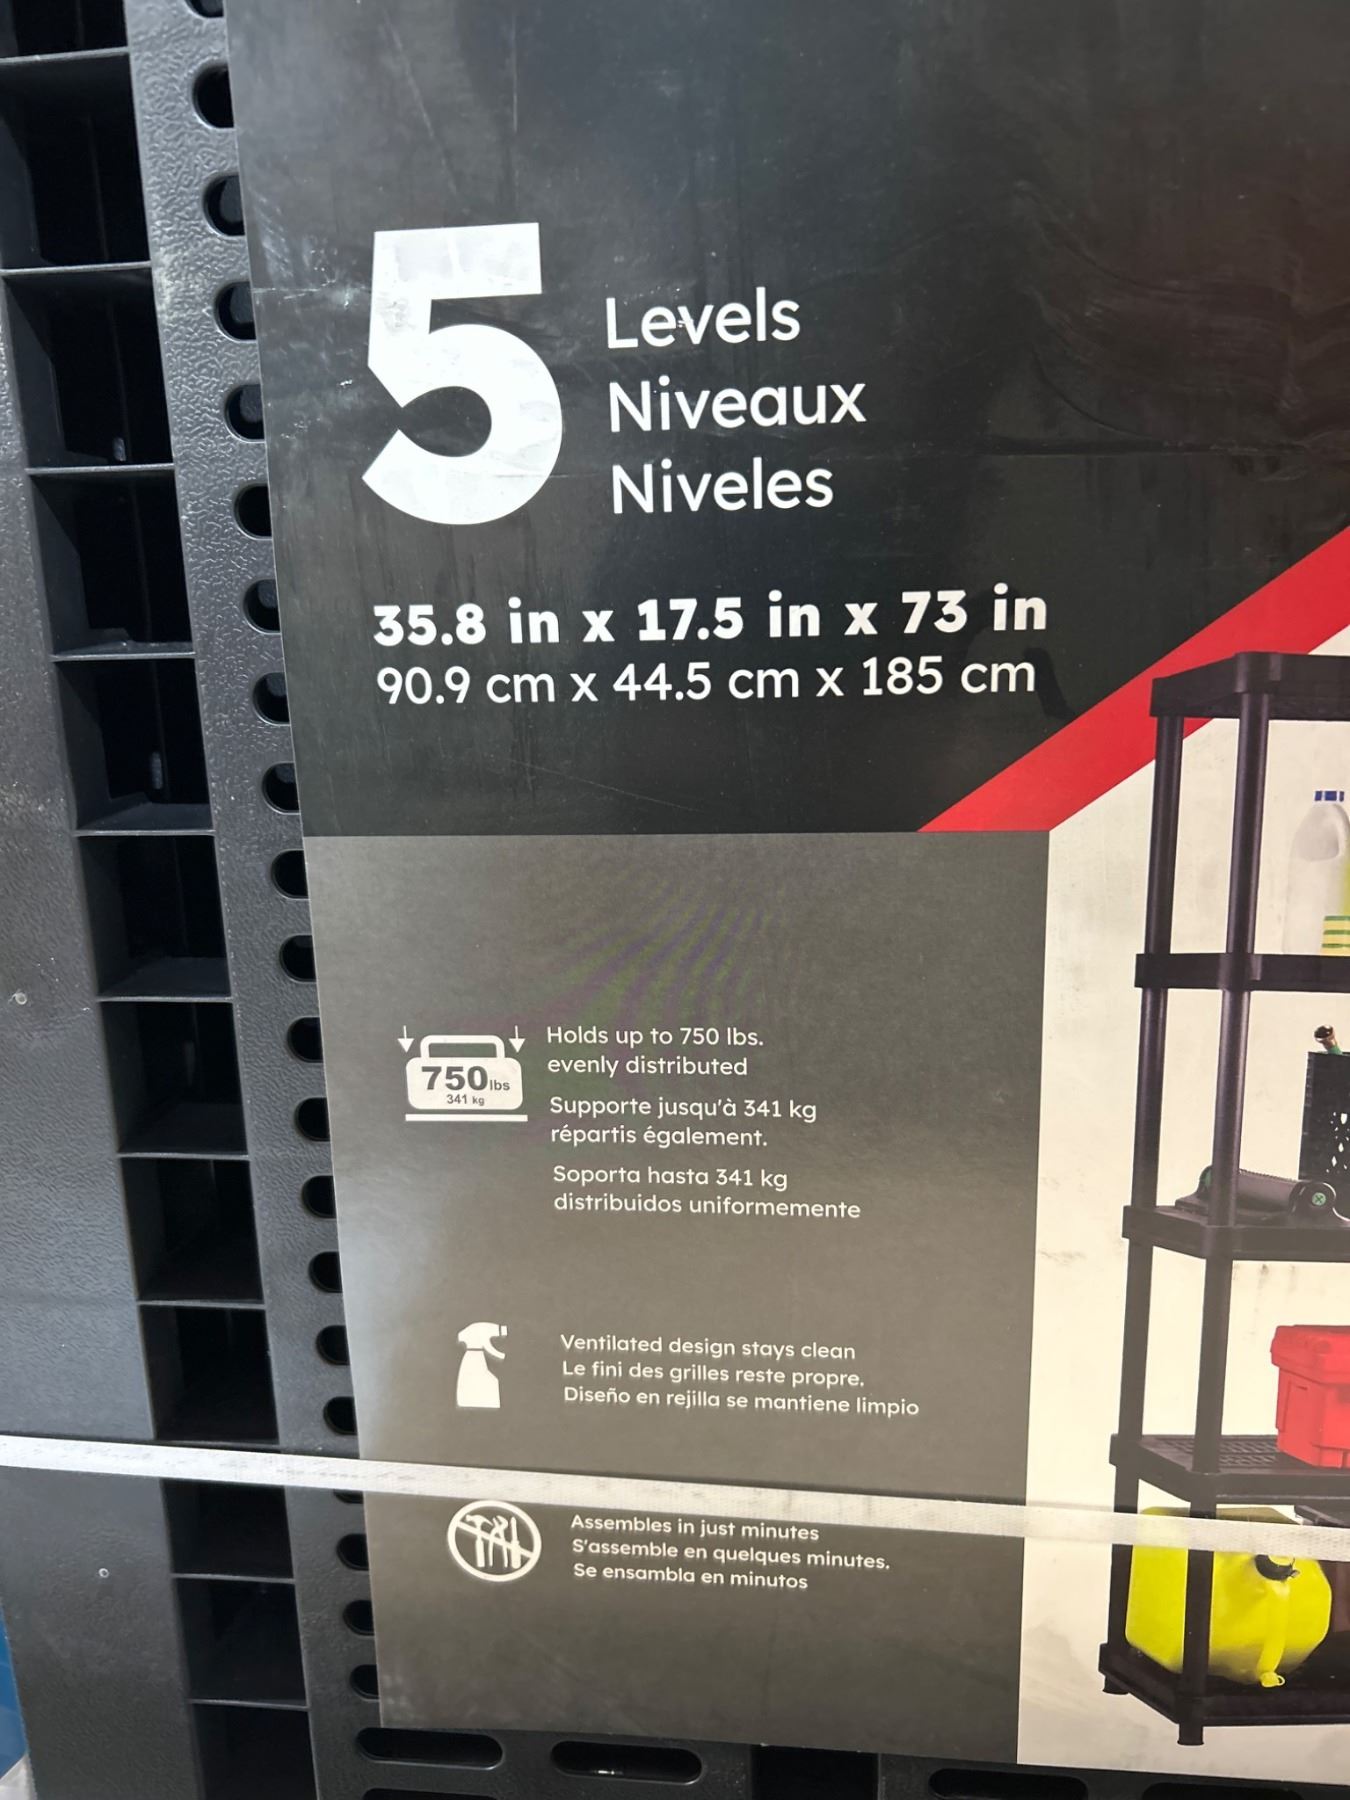 5
Levels
Niveaux
Niveles
35.8 in x 17.5 in x 73 in
90.9 cm x 44.5 cm x 185 cm
750 lbs
341 kg
Holds up to 750 lbs.
evenly distributed
Supporte jusqu'à 341 kg
répartis également.
Soporta hasta 341 kg
distribuidos uniformemente
Ventilated design stays clean
Le fini des grilles reste propre.
Diseño en rejilla se mantiene limpio
Assembles in just minutes
S'assemble en quelques minutes.
Se ensambla en minutos